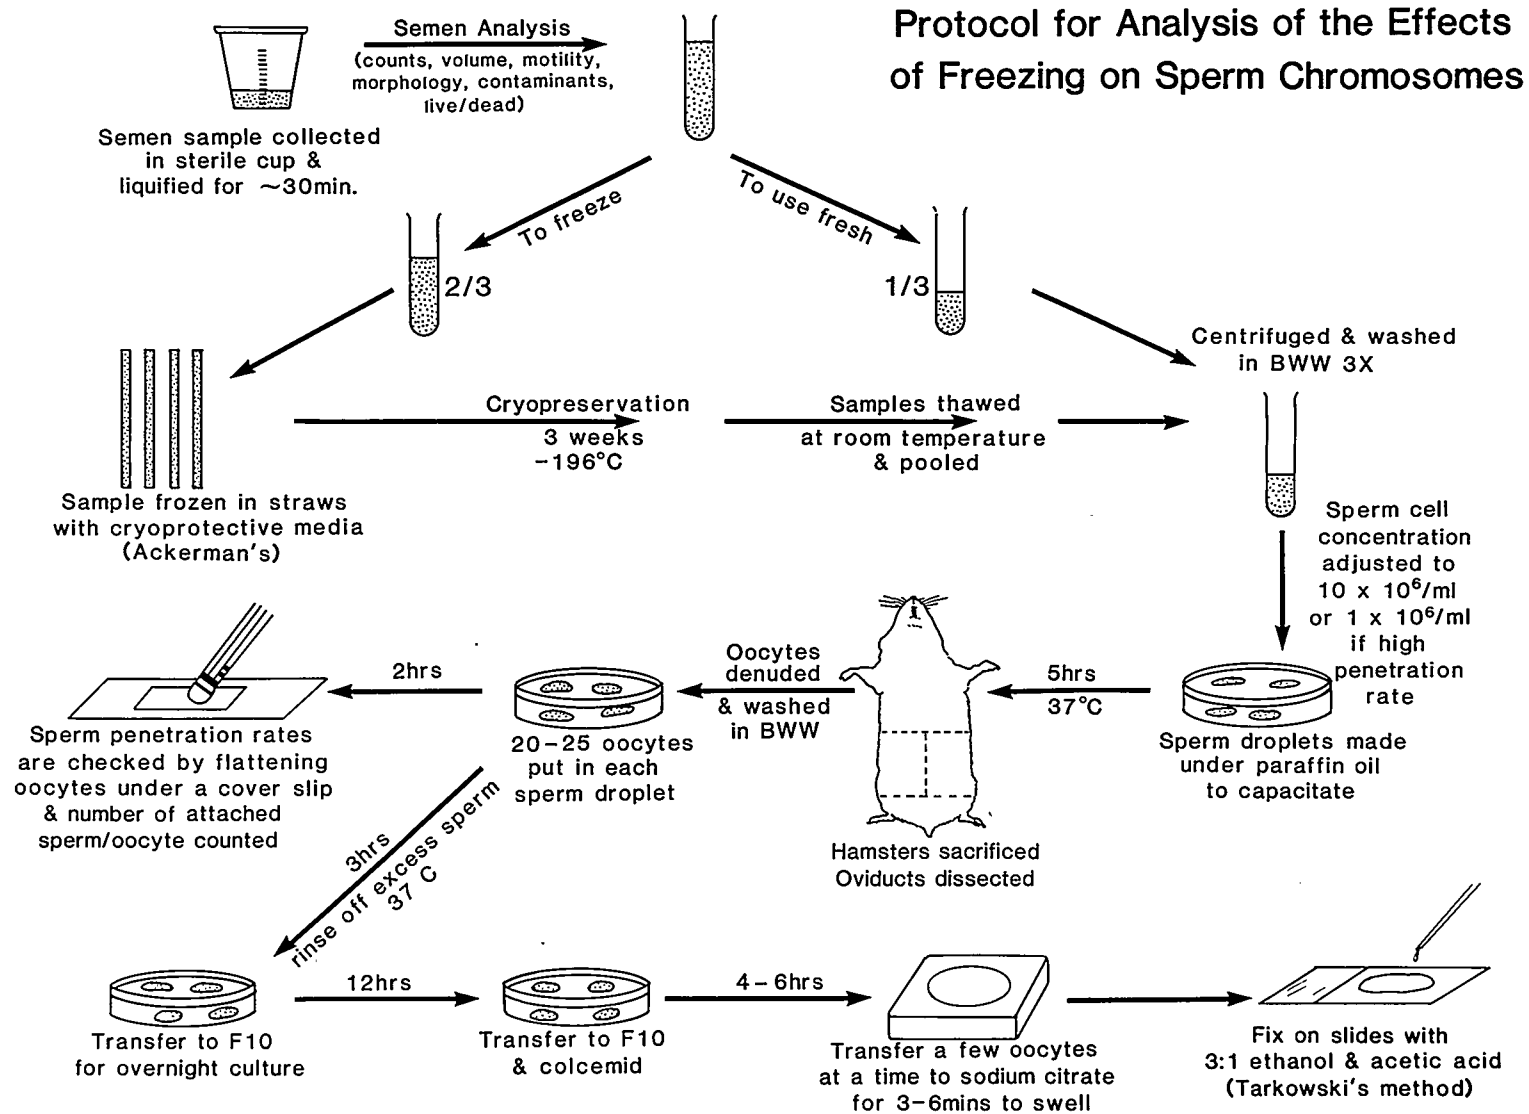 Protocol for Analysis of the Effects
of Freezing on Sperm Chromosomes
Semen Analysis
(counts, volume, motility,
morphology, contaminants,
live/dead)
Semen sample collected
in sterile cup &
liquified for ~30min.
To freeze
To use fresh
2/3
1/3
Centrifuged & washed
in BWW 3X
Cryopreservation
3 weeks
-196°C
Samples thawed
at room temperature
& pooled
Sample frozen in straws
with cryoprotective media
(Ackerman's)
Sperm cell
concentration
adjusted to
10 x 10⁶/ml
or 1 x 10⁶/ml
if high
penetration
rate
Sperm droplets made
under paraffin oil
to capacitate
5hrs
37°C
Hamsters sacrificed
Oviducts dissected
Oocytes
denuded
& washed
in BWW
20-25 oocytes
put in each
sperm droplet
2hrs
Sperm penetration rates
are checked by flattening
oocytes under a cover slip
& number of attached
sperm/oocyte counted
3hrs
rinse off excess sperm
37 C
Transfer to F10
for overnight culture
12hrs
Transfer to F10
& colcemid
4-6hrs
Transfer a few oocytes
at a time to sodium citrate
for 3-6mins to swell
Fix on slides with
3:1 ethanol & acetic acid
(Tarkowski's method)